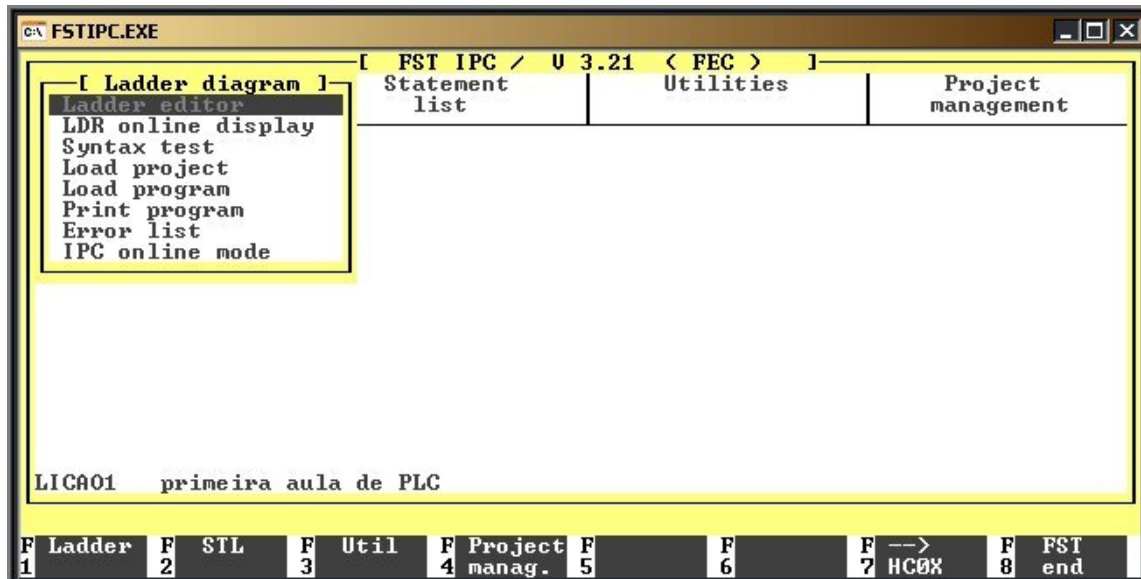 FSTIPC.EXE
[ FST IPC / V 3.21 ( FEC ) ]
[ Ladder diagram ]
Ladder editor
LDR online display
Syntax test
Load project
Load program
Print program
Error list
IPC online mode
Statement
list
Utilities
Project
management
LICAO1 primeira aula de PLC
F1 Ladder
F2 STL
F3 Util
F4 Project
manag.
F5
F6
F7 -->
HC0X
F8 FST
end